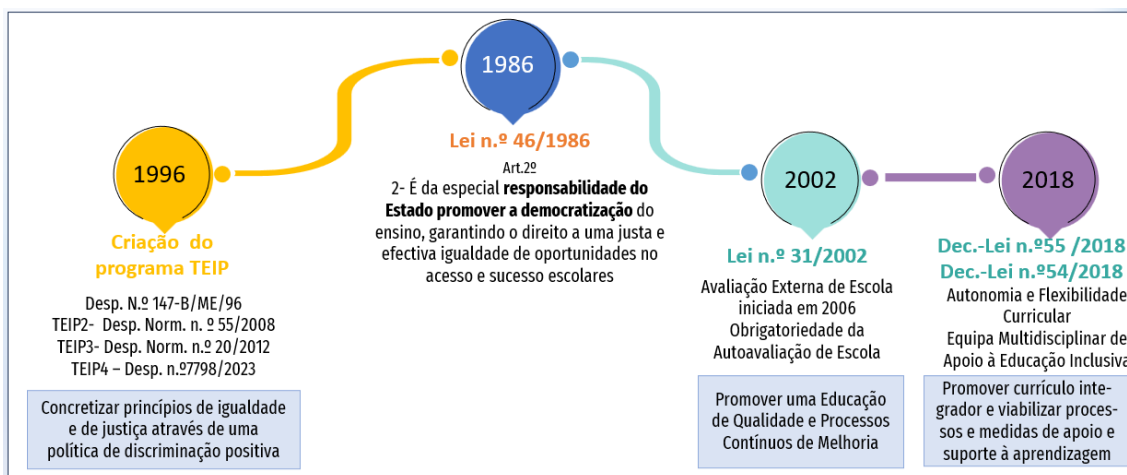 1996
Criação do
programa TEIP
Desp. N.º 147-B/ME/96
TEIP2- Desp. Norm. n. º 55/2008
TEIP3- Desp. Norm. n.º 20/2012
TEIP4 – Desp. n.º7798/2023
Concretizar princípios de igualdade
e de justiça através de uma
política de discriminação positiva
1986
Lei n.º 46/1986
Art.2º
2- É da especial responsabilidade do
Estado promover a democratização do
ensino, garantindo o direito a uma justa e
efectiva igualdade de oportunidades no
acesso e sucesso escolares
2002
Lei n.º 31/2002
Avaliação Externa de Escola
iniciada em 2006
Obrigatoriedade da
Autoavaliação de Escola
Promover uma Educação
de Qualidade e Processos
Contínuos de Melhoria
2018
Dec.-Lei n.º55 /2018
Dec.-Lei n.º54/2018
Autonomia e Flexibilidade
Curricular
Equipa Multidisciplinar de
Apoio à Educação Inclusiva
Promover currículo inte-
grador e viabilizar proces-
sos e medidas de apoio e
suporte à aprendizagem